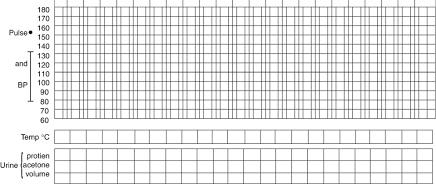 180
170
160
Pulse ● 150
140
130
and 120
110
100
BP 90
80
70
60
Temp °C
protien
Urine { acetone
volume